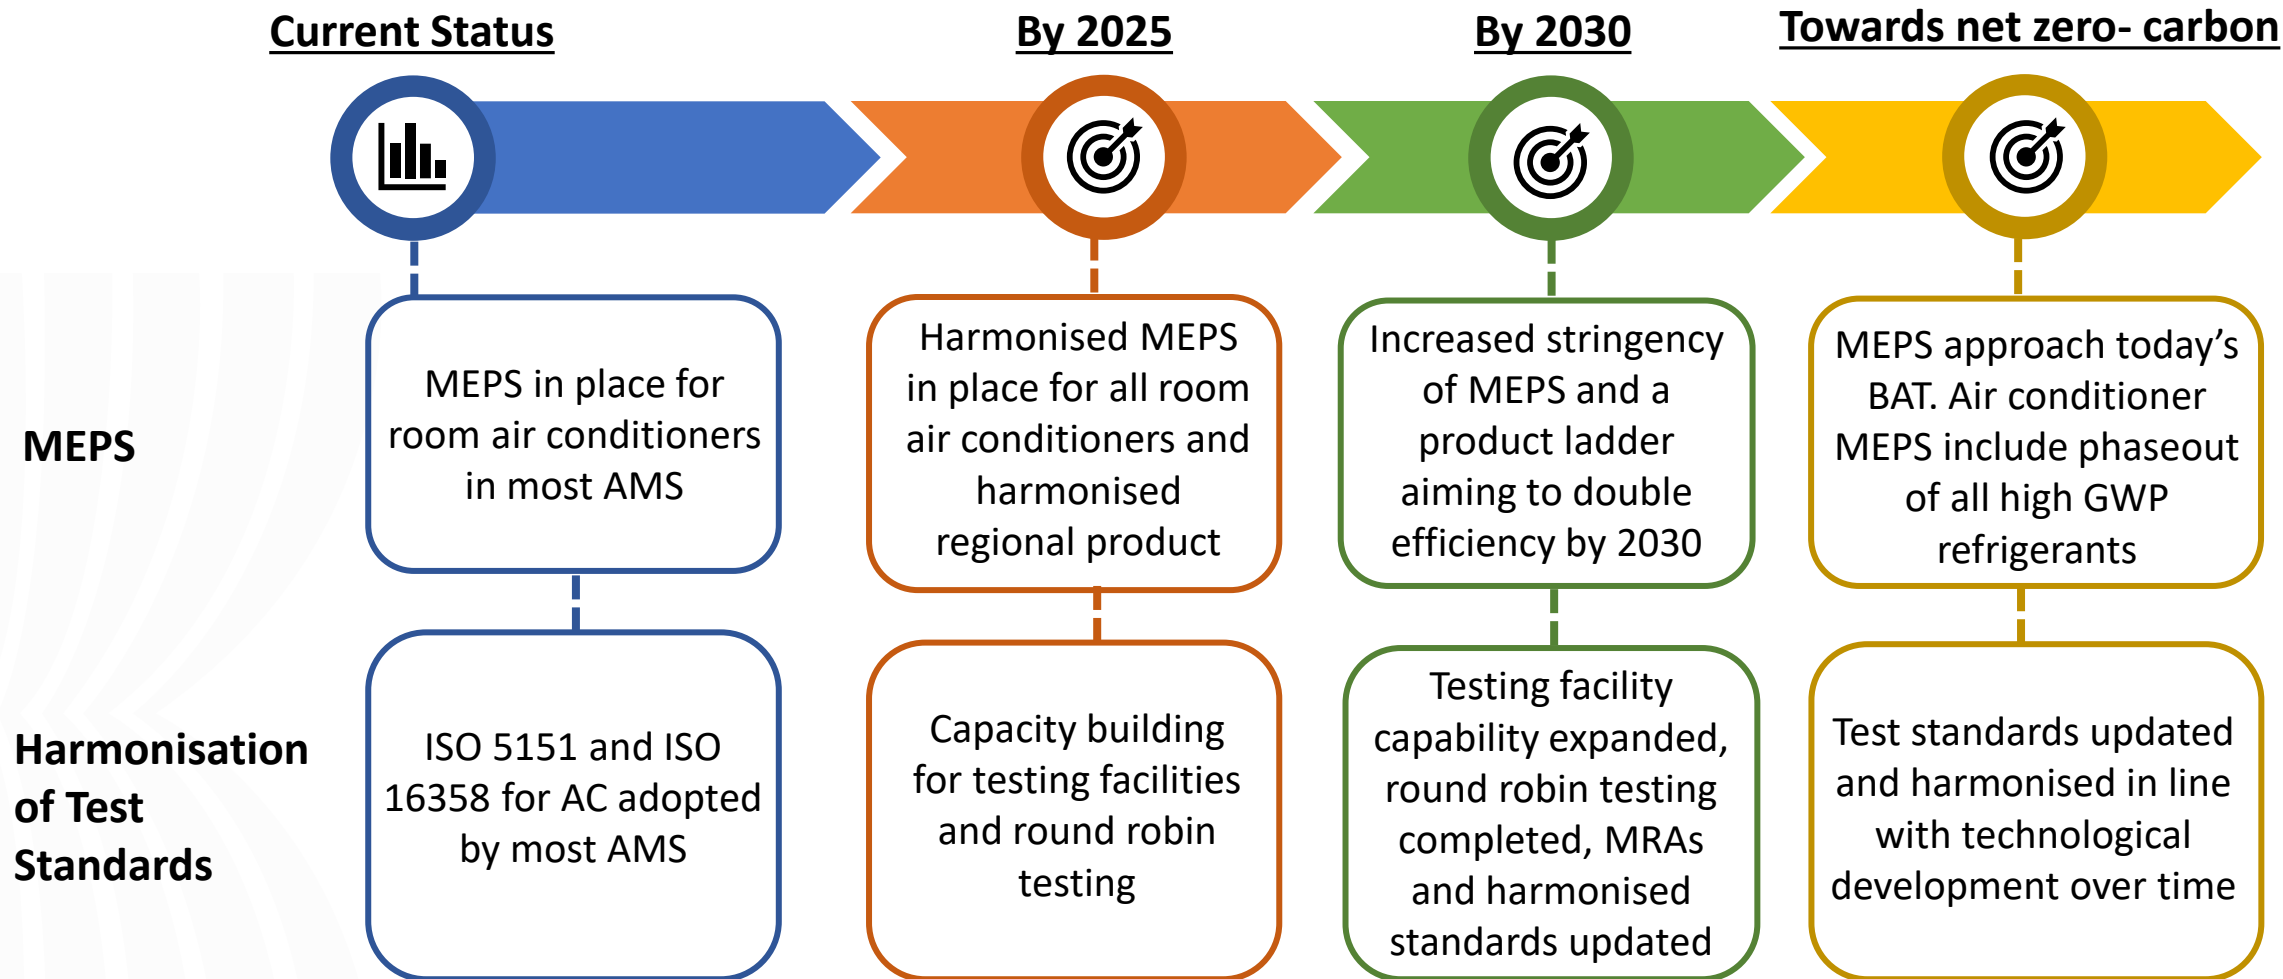 Current Status
By 2025
By 2030
Towards net zero- carbon
MEPS
MEPS in place for
room air conditioners
in most AMS
Harmonised MEPS
in place for all room
air conditioners and
harmonised
regional product
Increased stringency
of MEPS and a
product ladder
aiming to double
efficiency by 2030
MEPS approach today’s
BAT. Air conditioner
MEPS include phaseout
of all high GWP
refrigerants
Harmonisation
of Test
Standards
ISO 5151 and ISO
16358 for AC adopted
by most AMS
Capacity building
for testing facilities
and round robin
testing
Testing facility
capability expanded,
round robin testing
completed, MRAs
and harmonised
standards updated
Test standards updated
and harmonised in line
with technological
development over time